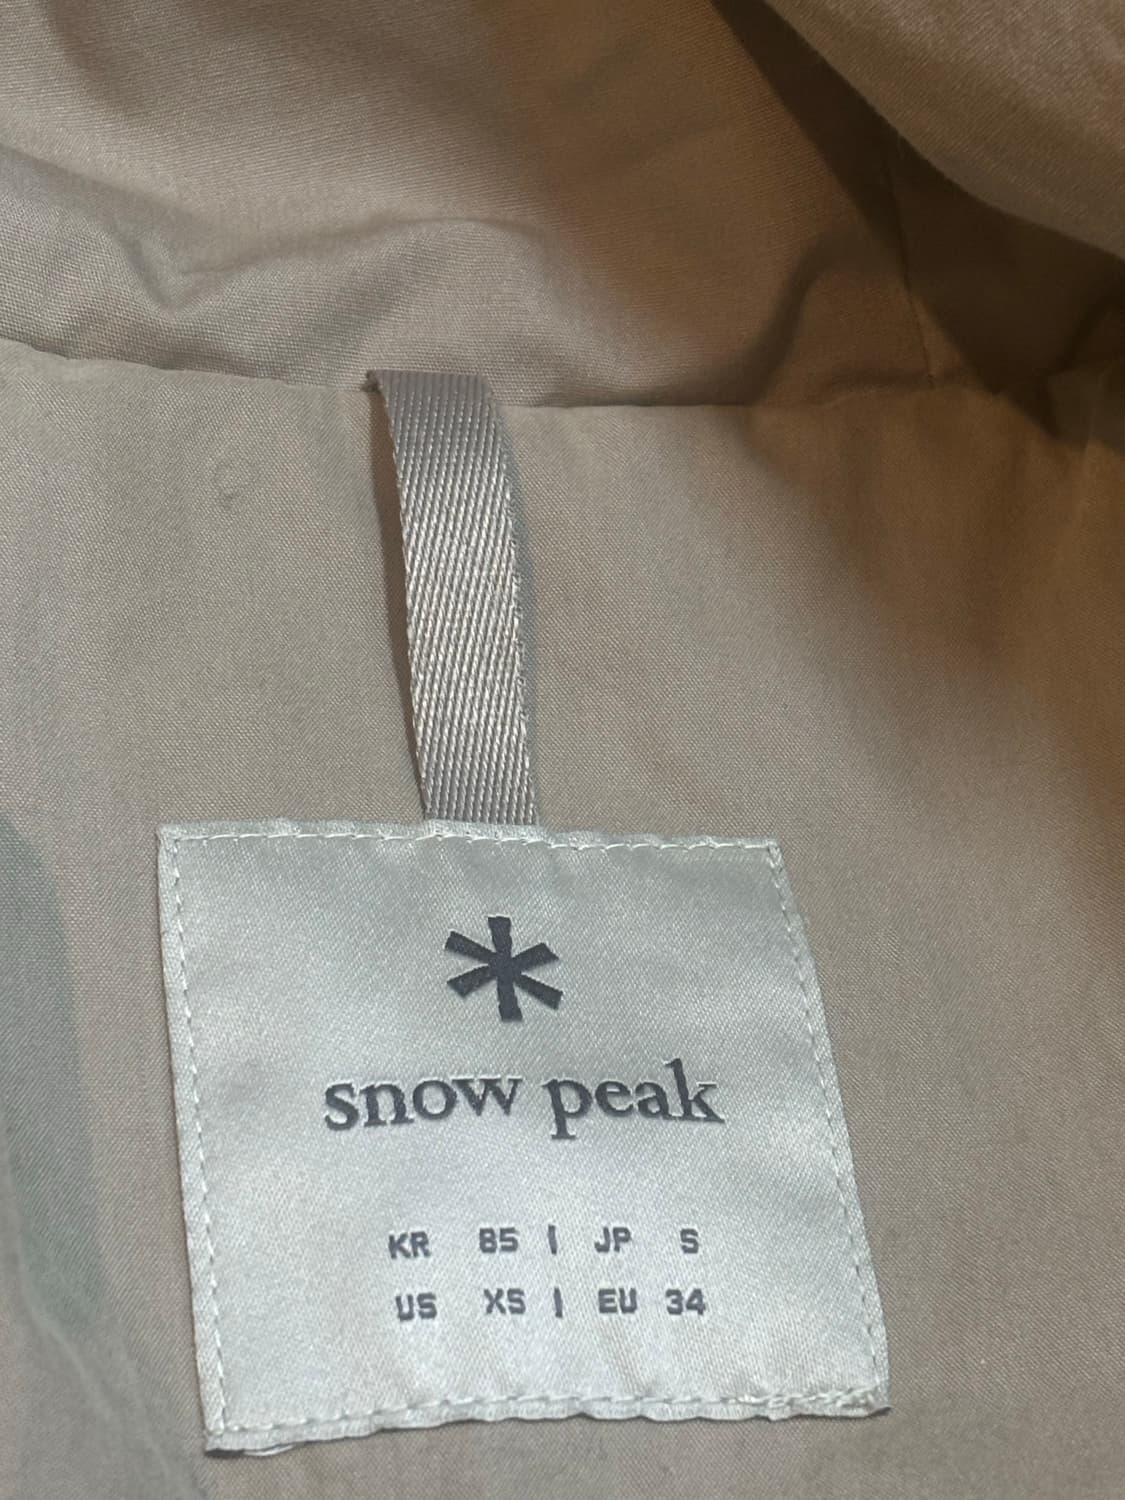 snow peak
KR 85 | JP S
US XS | EU 34